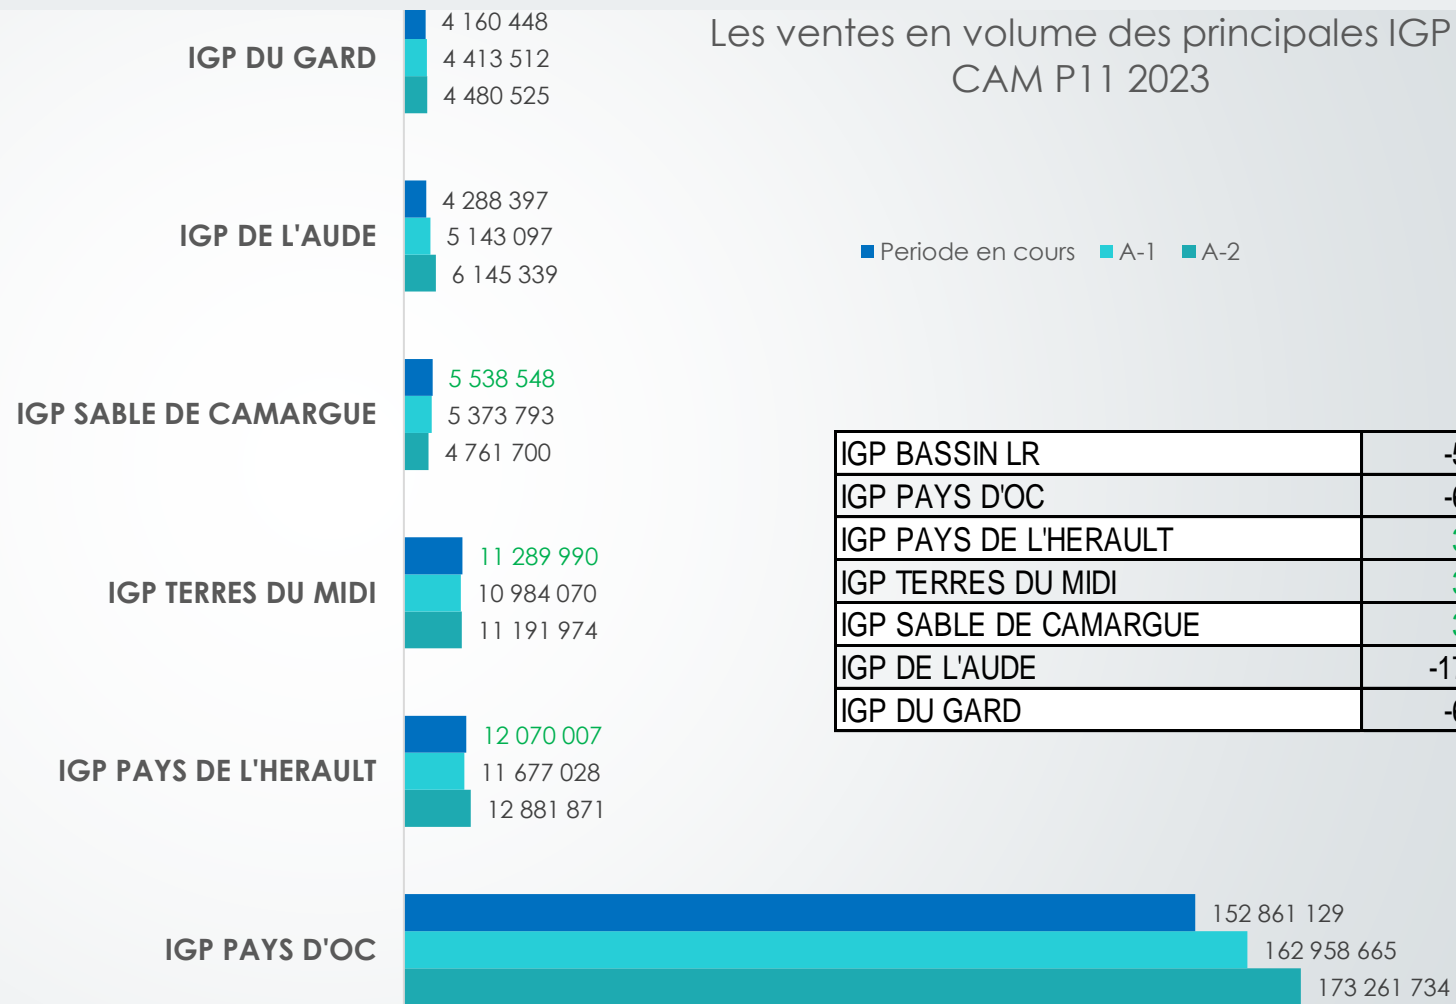 Les ventes en volume des principales IGP
CAM P11 2023
Periode en cours A-1 A-2
IGP DU GARD
4 160 448
4 413 512
4 480 525
IGP DE L'AUDE
4 288 397
5 143 097
6 145 339
IGP SABLE DE CAMARGUE
5 538 548
5 373 793
4 761 700
IGP TERRES DU MIDI
11 289 990
10 984 070
11 191 974
IGP PAYS DE L'HERAULT
12 070 007
11 677 028
12 881 871
IGP PAYS D'OC
152 861 129
162 958 665
173 261 734
IGP BASSIN LR
IGP PAYS D'OC
IGP PAYS DE L'HERAULT
IGP TERRES DU MIDI
IGP SABLE DE CAMARGUE
IGP DE L'AUDE
IGP DU GARD